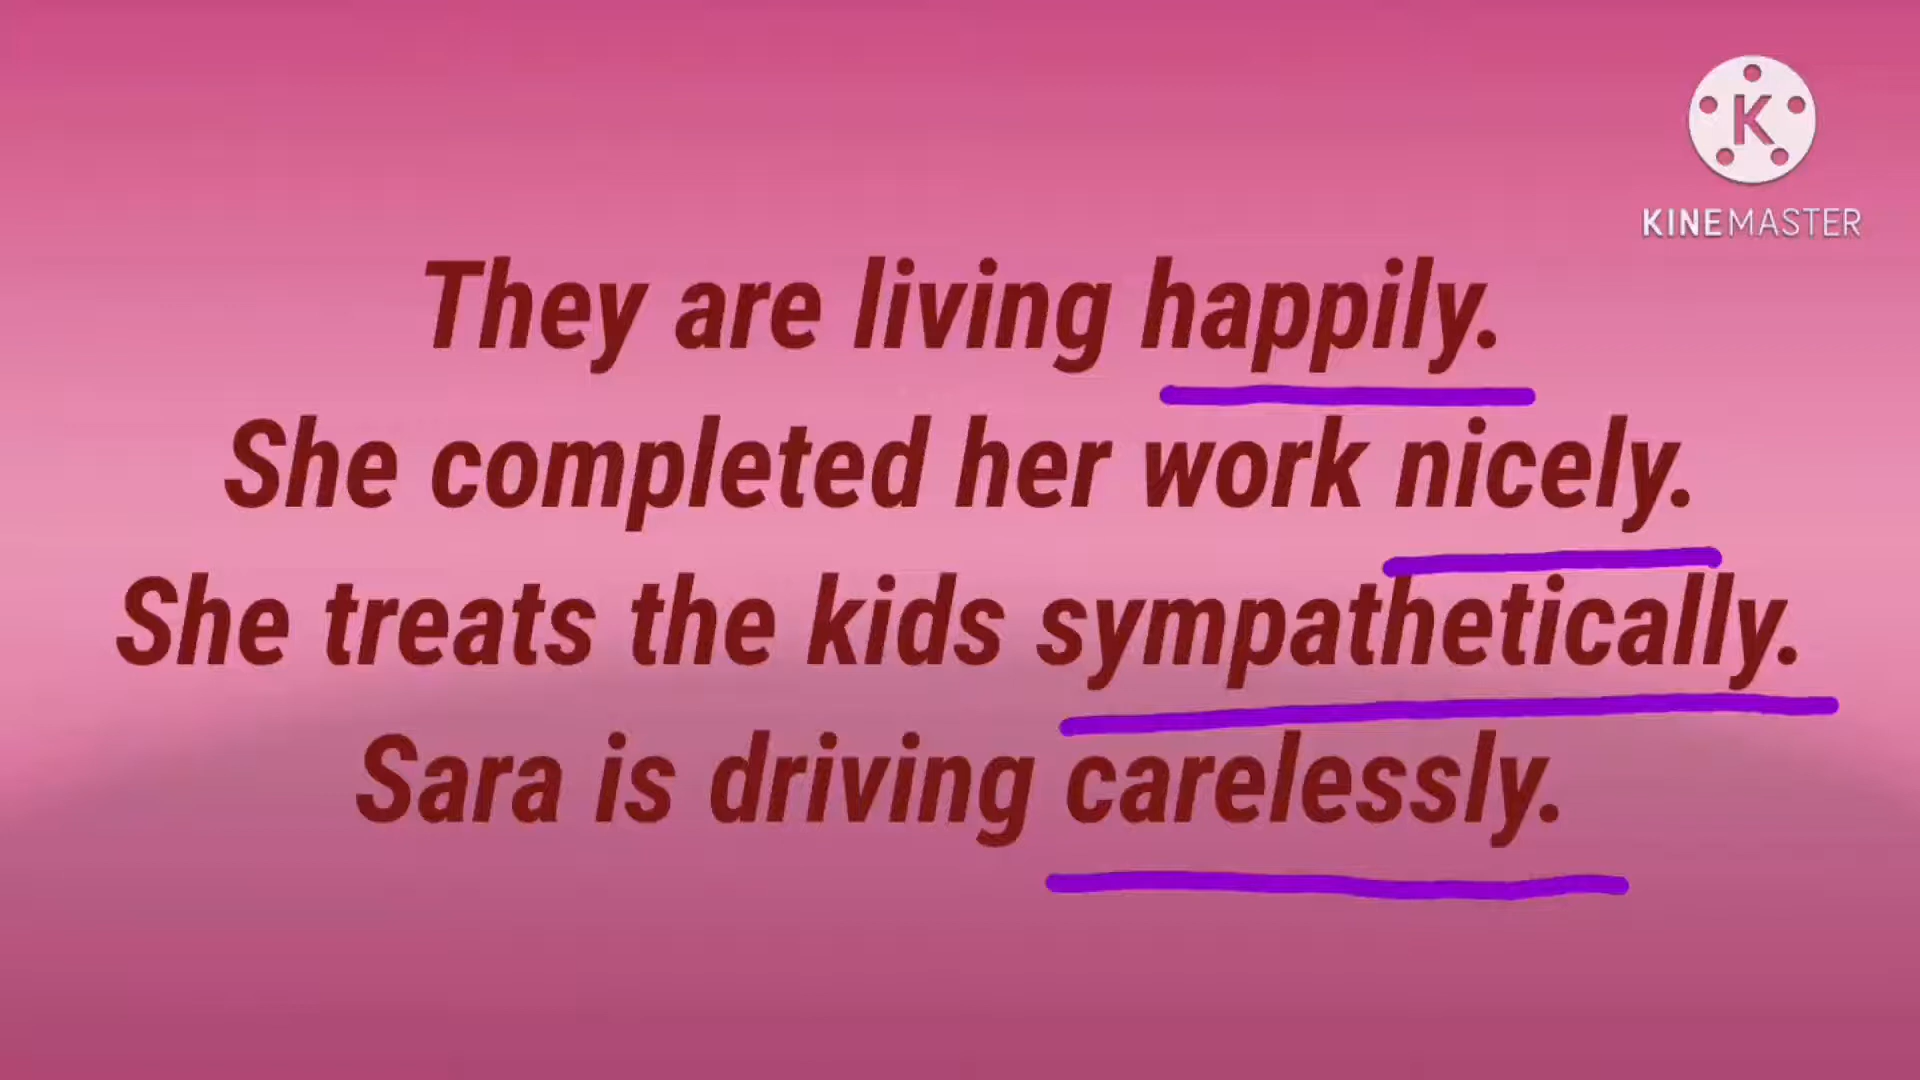 K
KINEMASTER
They are living happily.
She completed her work nicely.
She treats the kids sympathetically.
Sara is driving carelessly.